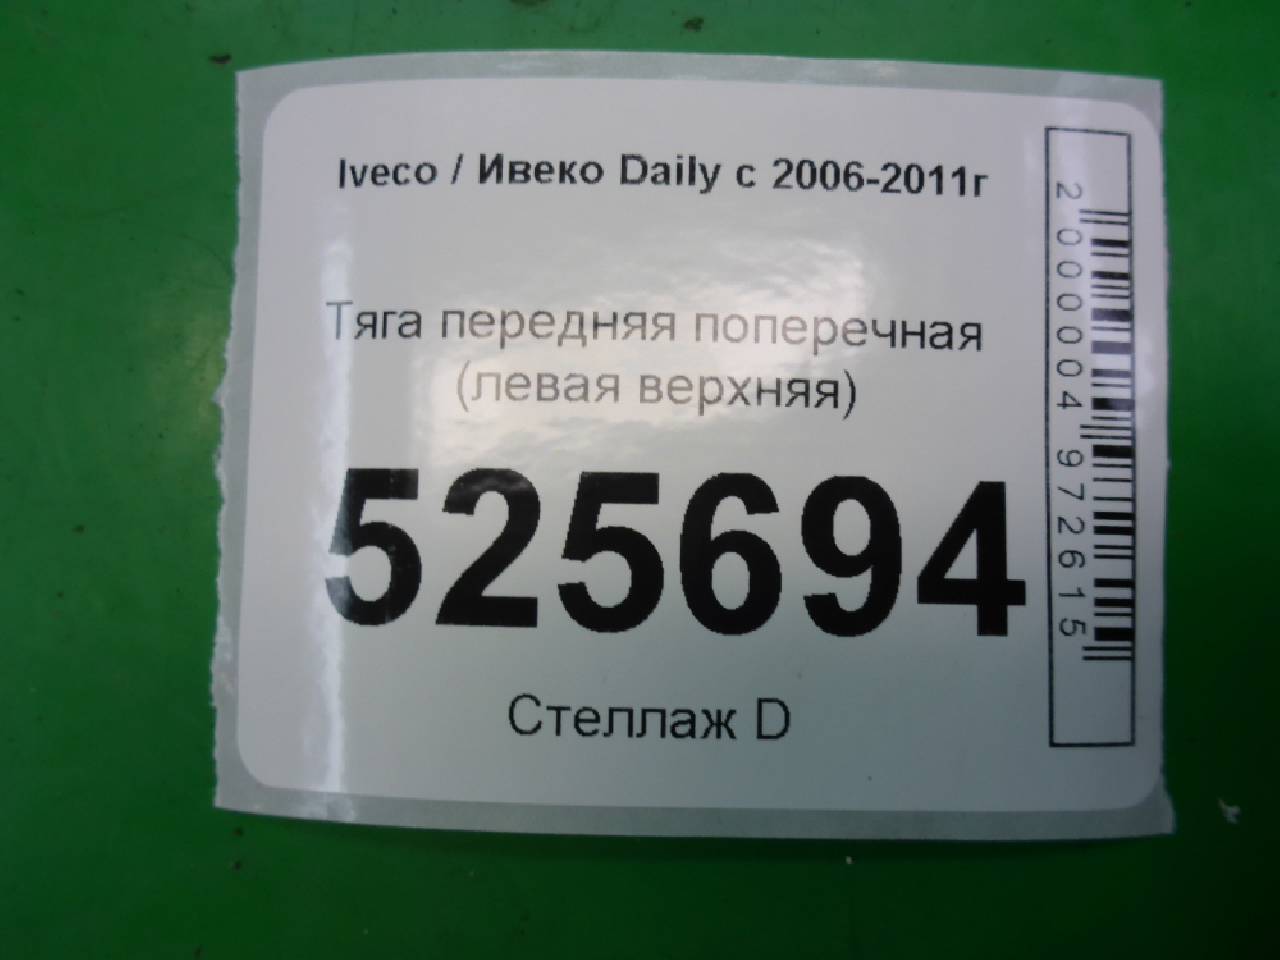 Iveco / Ивеко Daily с 2006-2011г
Тяга передняя поперечная
(левая верхняя)
525694
Стеллаж D
2000004972615